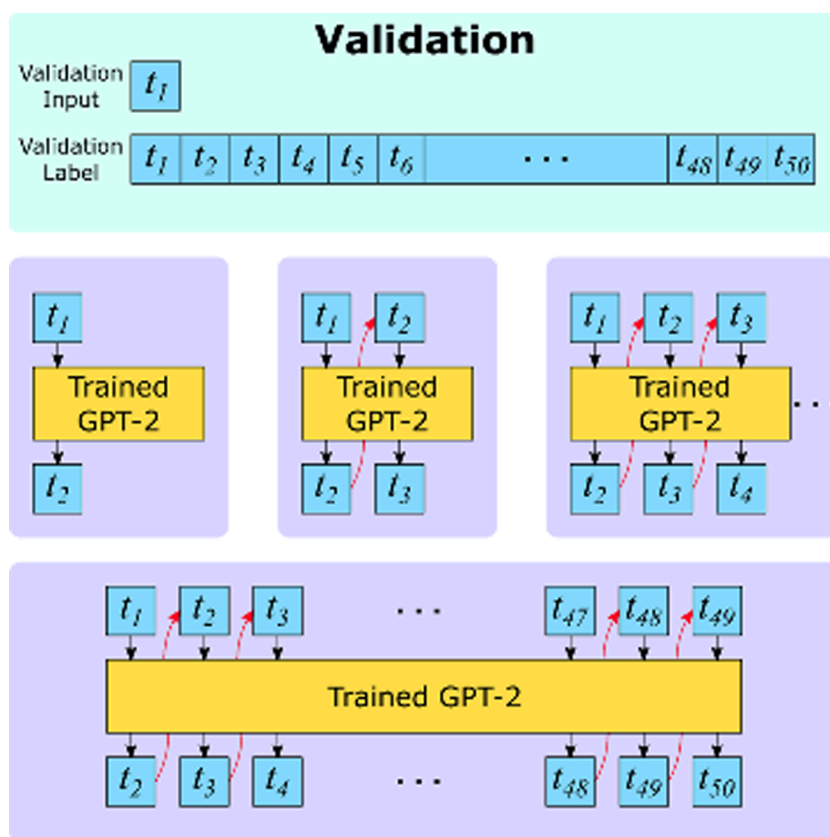 Validation
Validation
Input
t1
Validation
Label
t1 t2 t3 t4 t5 t6 ··· t48 t49 t50
t1
Trained
GPT-2
t2
t1 t2
Trained
GPT-2
t2 t3
t1 t2 t3
Trained
GPT-2
···
t2 t3 t4
t1 t2 t3 ··· t47 t48 t49
Trained GPT-2
t2 t3 t4 ··· t48 t49 t50